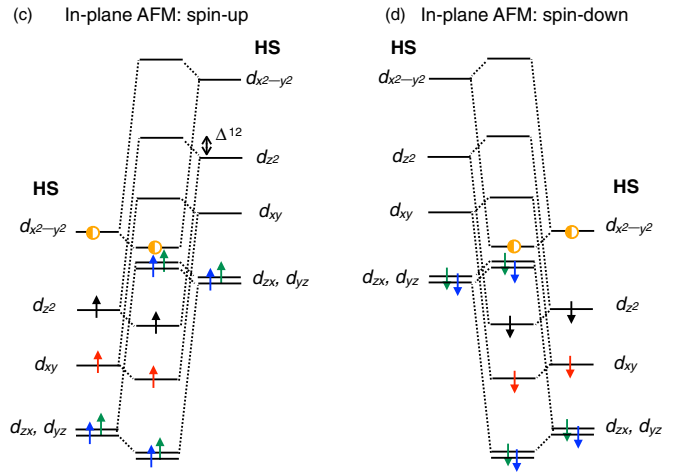 (c) In-plane AFM: spin-up
HS
dx2—y2
Δ12
dz2
HS
dxy
dx2—y2
dzx, dyz
dz2
dxy
dzx, dyz
(d) In-plane AFM: spin-down
HS
dx2—y2
dz2
HS
dxy
dx2—y2
dzx, dyz
dz2
dxy
dzx, dyz